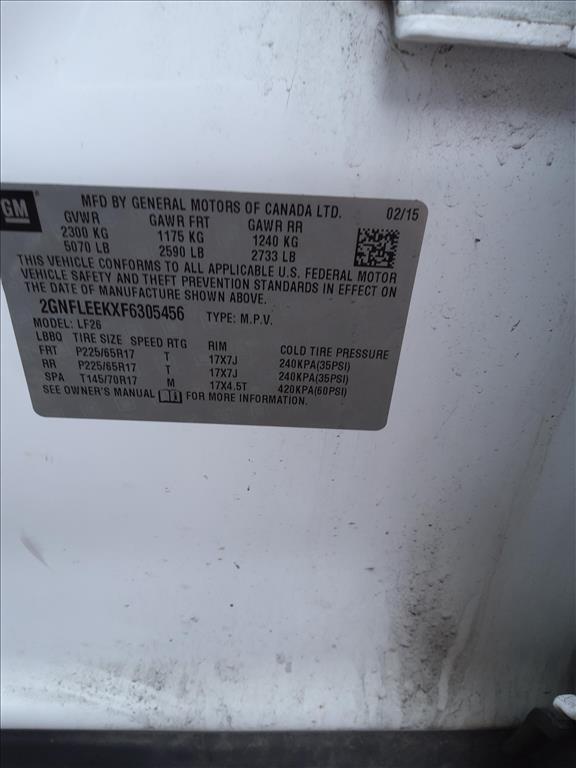 GM
MFD BY GENERAL MOTORS OF CANADA LTD. 02/15
GVWR GAWR FRT GAWR RR
2300 KG 1175 KG 1240 KG
5070 LB 2590 LB 2733 LB
THIS VEHICLE CONFORMS TO ALL APPLICABLE U.S. FEDERAL MOTOR
VEHICLE SAFETY AND THEFT PREVENTION STANDARDS IN EFFECT ON
THE DATE OF MANUFACTURE SHOWN ABOVE.
2GNFLEEKXF6305456 TYPE: M.P.V.
MODEL: LF26
LBBQ TIRE SIZE SPEED RTG RIM COLD TIRE PRESSURE
FRT P225/65R17 T 17X7J 240KPA(35PSI)
RR P225/65R17 T 17X7J 240KPA(35PSI)
SPA T145/70R17 M 17X4.5T 420KPA(60PSI)
SEE OWNER'S MANUAL FOR MORE INFORMATION.